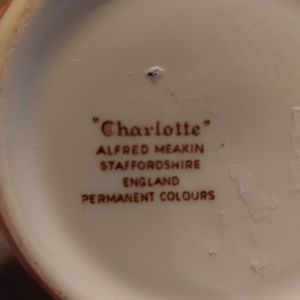 "Charlotte"
ALFRED MEAKIN
STAFFORDSHIRE
ENGLAND
PERMANENT COLOURS